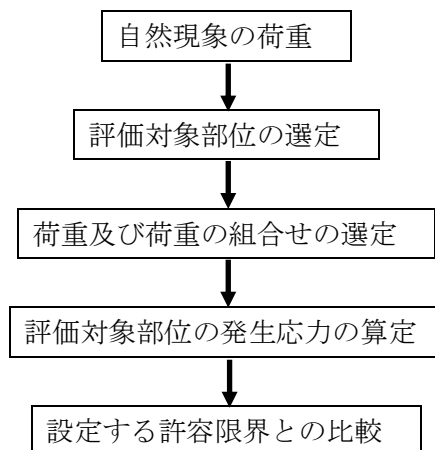 自然現象の荷重
評価対象部位の選定
荷重及び荷重の組合せの選定
評価対象部位の発生応力の算定
設定する許容限界との比較